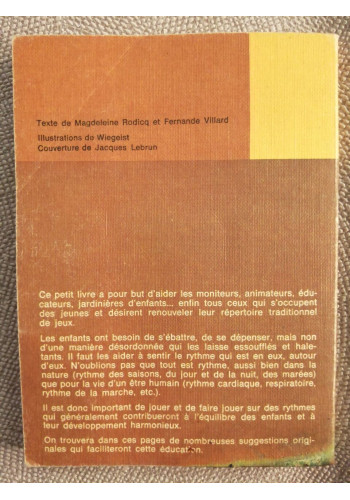 Texte de Magdeleine Rodicq et Fernande Villard
Illustrations de Wiegeist
Couverture de Jacques Lebrun
Ce petit livre a pour but d'aider les moniteurs, animateurs, édu-
cateurs, jardinières d'enfants... enfin tous ceux qui s'occupent
des jeunes et désirent renouveler leur répertoire traditionnel
de jeux.
Les enfants ont besoin de s'ébattre, de se dépenser, mais non
d'une manière désordonnée qui les laisse essoufflés et hale-
tants. Il faut les aider à sentir le rythme qui est en eux, autour
d'eux. N'oublions pas que tout est rythme, aussi bien dans la
nature (rythme des saisons, du jour et de la nuit, des marées)
que pour la vie d'un être humain (rythme cardiaque, respiratoire,
rythme de la marche, etc.).
Il est donc important de jouer et de faire jouer sur des rythmes
qui généralement contribueront à l'équilibre des enfants et à
leur développement harmonieux.
On trouvera dans ces pages de nombreuses suggestions origi-
nales qui faciliteront cette éducation.